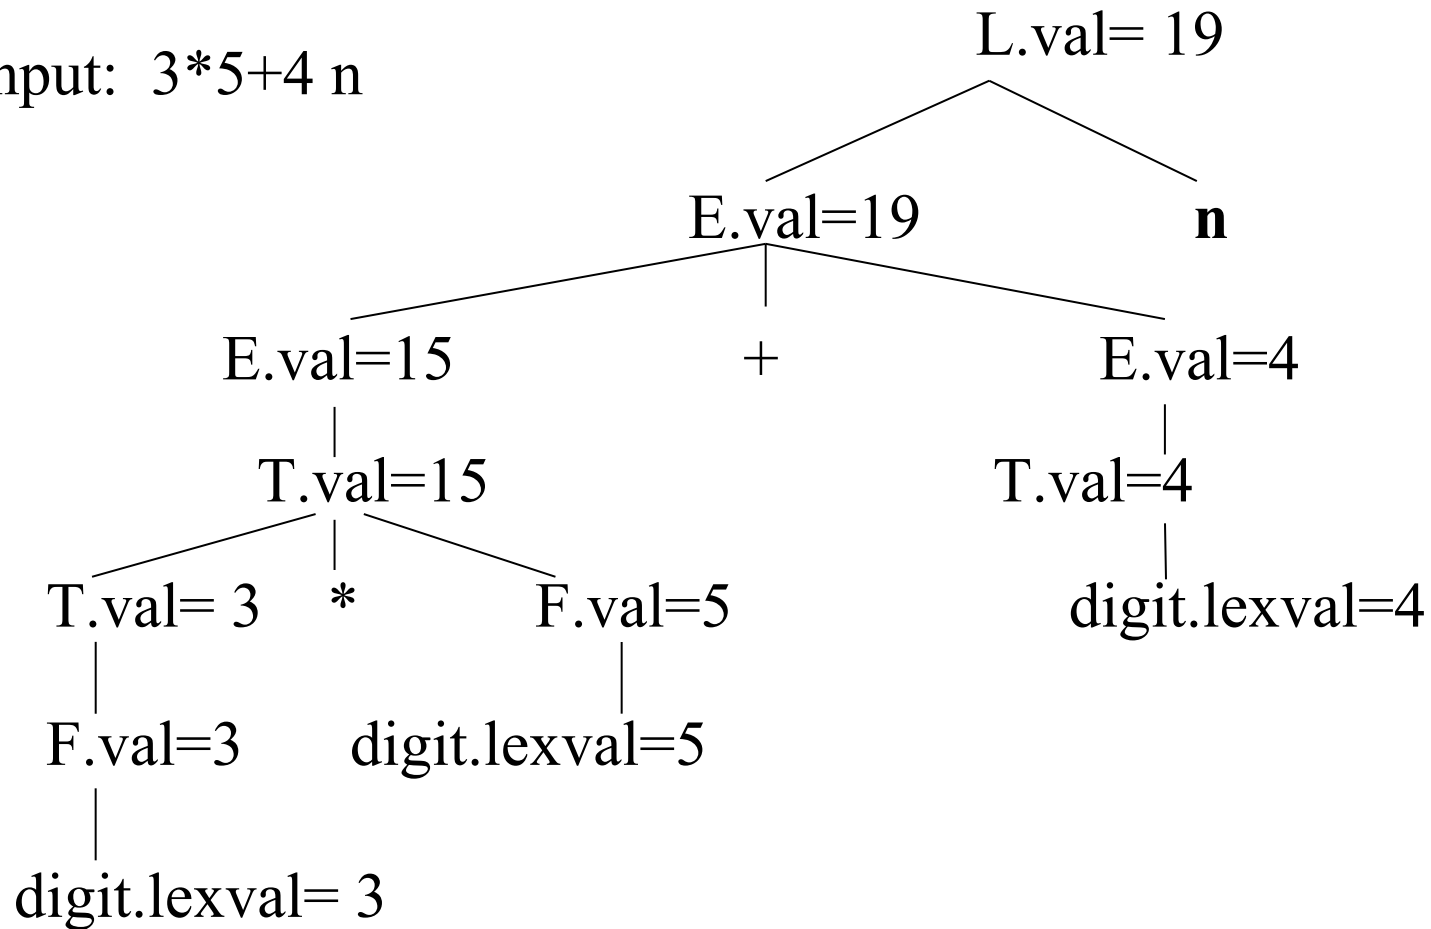 L.val= 19
nput: 3*5+4 n
E.val=19 n
E.val=15 + E.val=4
T.val=15 T.val=4
T.val= 3 * F.val=5 digit.lexval=4
F.val=3 digit.lexval=5
digit.lexval= 3